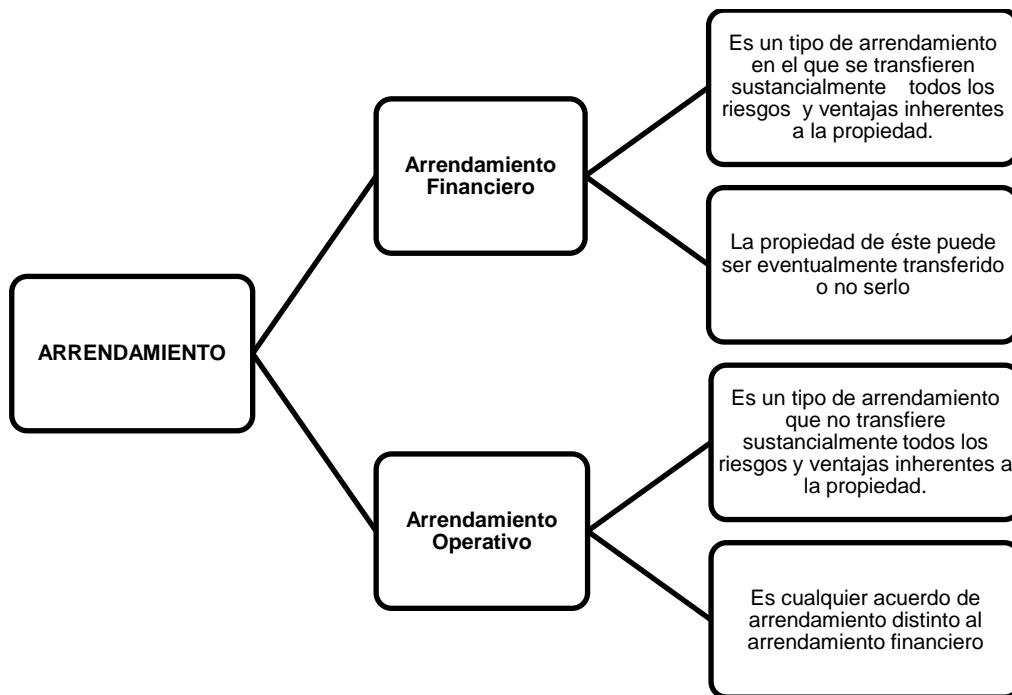 ARRENDAMIENTO
Arrendamiento
Financiero
Es un tipo de arrendamiento
en el que se transfieren
sustancialmente todos los
riesgos y ventajas inherentes
a la propiedad.
La propiedad de éste puede
ser eventualmente transferido
o no serlo
Arrendamiento
Operativo
Es un tipo de arrendamiento
que no transfiere
sustancialmente todos los
riesgos y ventajas inherentes a
la propiedad.
Es cualquier acuerdo de
arrendamiento distinto al
arrendamiento financiero